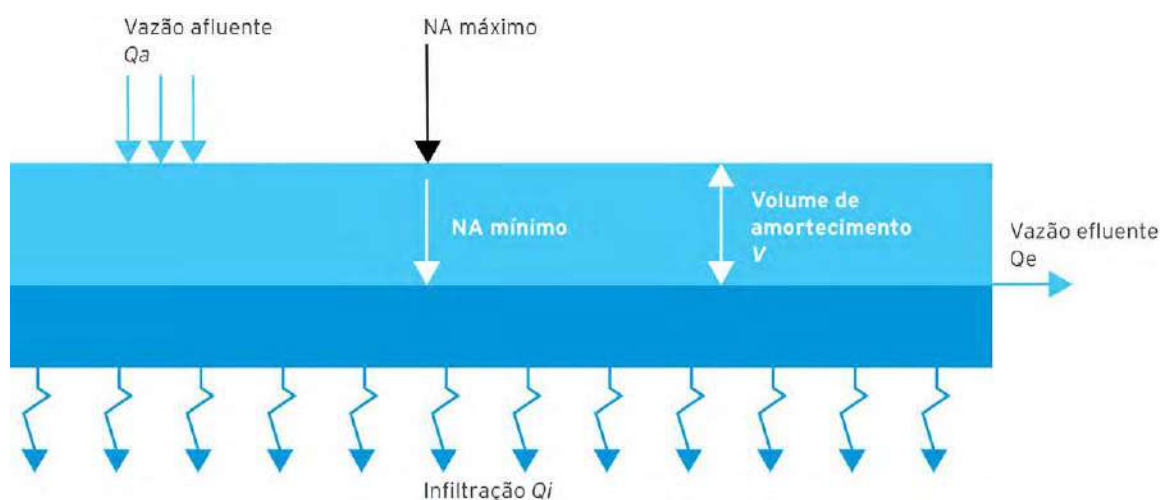 Vazão afluente
Qa
NA máximo
NA mínimo
Volume de
amortecimento
V
Vazão efluente
Qe
Infiltração Qi